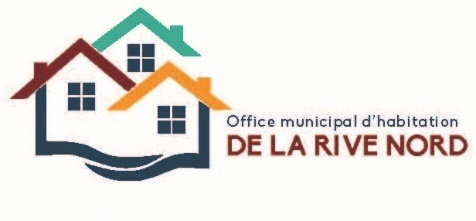 Office municipal d'habitation
DE LA RIVE NORD